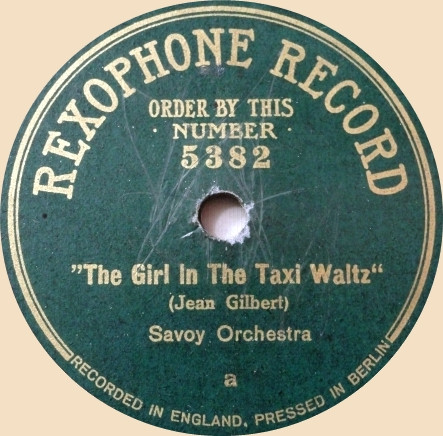 REXOPHONE RECORD
ORDER BY THIS
· NUMBER ·
5382
"The Girl In The Taxi Waltz“
(Jean Gilbert)
Savoy Orchestra
a
RECORDED IN ENGLAND, PRESSED IN BERLIN